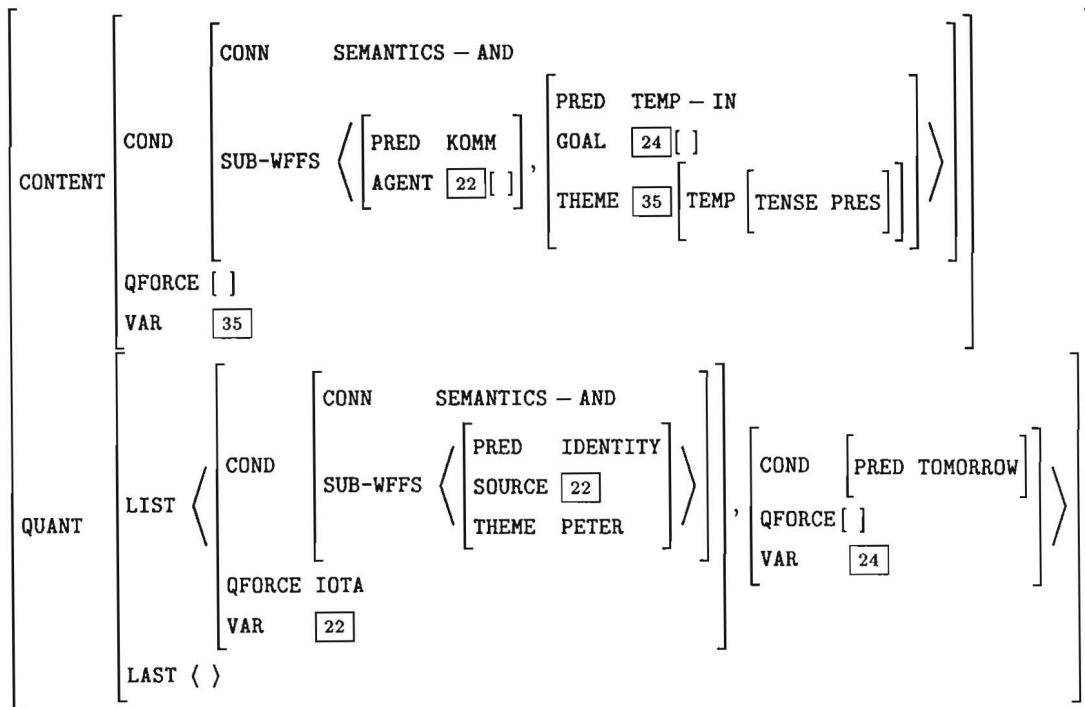 CONN SEMANTICS – AND
PRED TEMP – IN
COND
PRED KOMM
GOAL 24 [ ]
CONTENT
SUB-WFFS ⟨ , ⟩
AGENT 22 [ ]
THEME 35 [TEMP [TENSE PRES]]
QFORCE [ ]
VAR 35
CONN SEMANTICS – AND
PRED IDENTITY
COND
COND [PRED TOMORROW]
SUB-WFFS ⟨ SOURCE 22 ⟩
LIST ⟨ , ⟩
QUANT
THEME PETER
QFORCE [ ]
VAR 24
QFORCE IOTA
VAR 22
LAST ⟨ ⟩